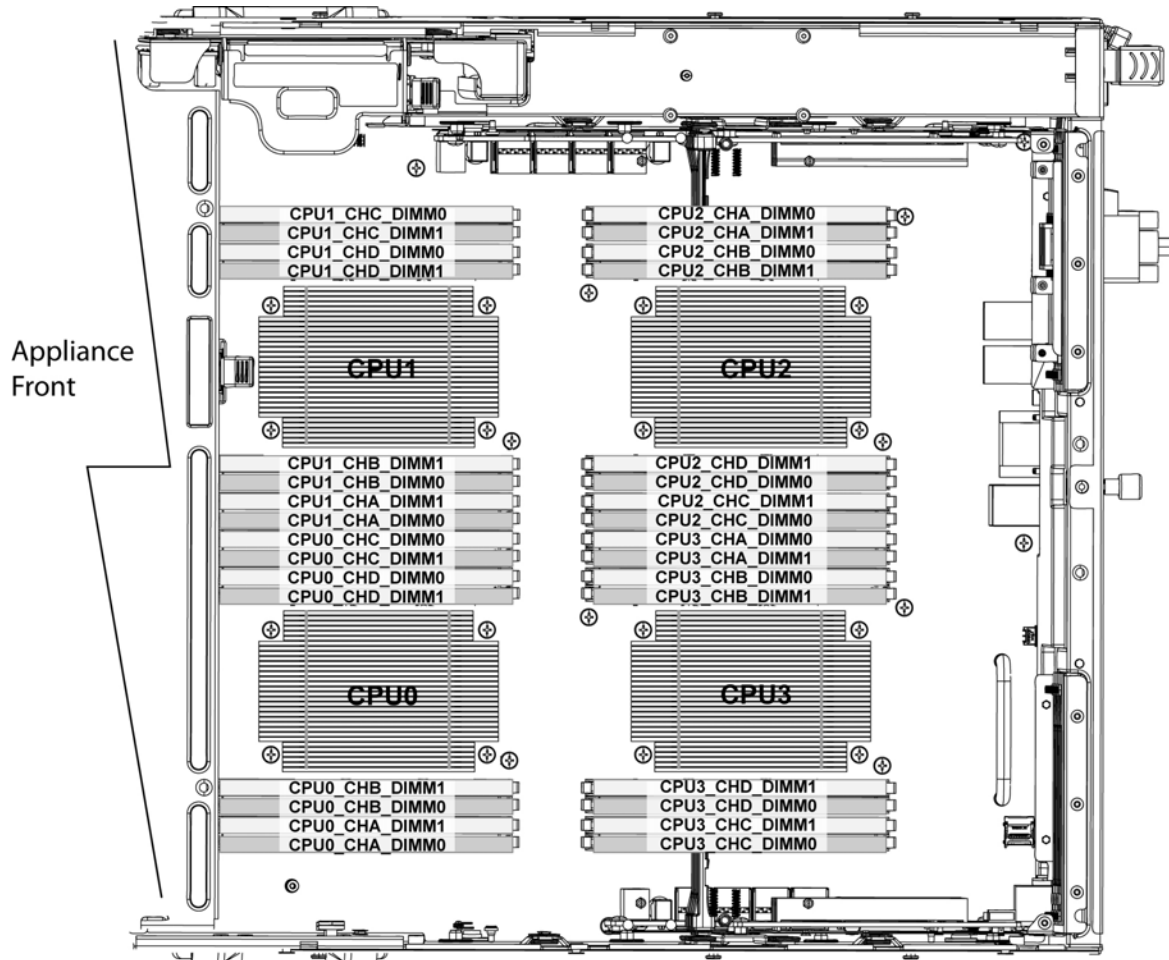 CPU1_CHC_DIMM0
CPU1_CHC_DIMM1
CPU1_CHD_DIMM0
CPU1_CHD_DIMM1
CPU2_CHA_DIMM0
CPU2_CHA_DIMM1
CPU2_CHB_DIMM0
CPU2_CHB_DIMM1
Appliance
Front
CPU1
CPU2
CPU1_CHB_DIMM1
CPU1_CHB_DIMM0
CPU1_CHA_DIMM1
CPU1_CHA_DIMM0
CPU0_CHC_DIMM0
CPU0_CHC_DIMM1
CPU0_CHD_DIMM0
CPU0_CHD_DIMM1
CPU2_CHD_DIMM1
CPU2_CHD_DIMM0
CPU2_CHC_DIMM1
CPU2_CHC_DIMM0
CPU3_CHA_DIMM0
CPU3_CHA_DIMM1
CPU3_CHB_DIMM0
CPU3_CHB_DIMM1
CPU0
CPU3
CPU0_CHB_DIMM1
CPU0_CHB_DIMM0
CPU0_CHA_DIMM1
CPU0_CHA_DIMM0
CPU3_CHD_DIMM1
CPU3_CHD_DIMM0
CPU3_CHC_DIMM1
CPU3_CHC_DIMM0